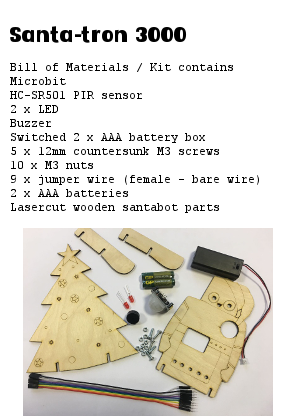 Santa-tron 3000
Bill of Materials / Kit contains
Microbit
HC-SR501 PIR sensor
2 x LED
Buzzer
Switched 2 x AAA battery box
5 x 12mm countersunk M3 screws
10 x M3 nuts
9 x jumper wire (female - bare wire)
2 x AAA batteries
Lasercut wooden santabot parts